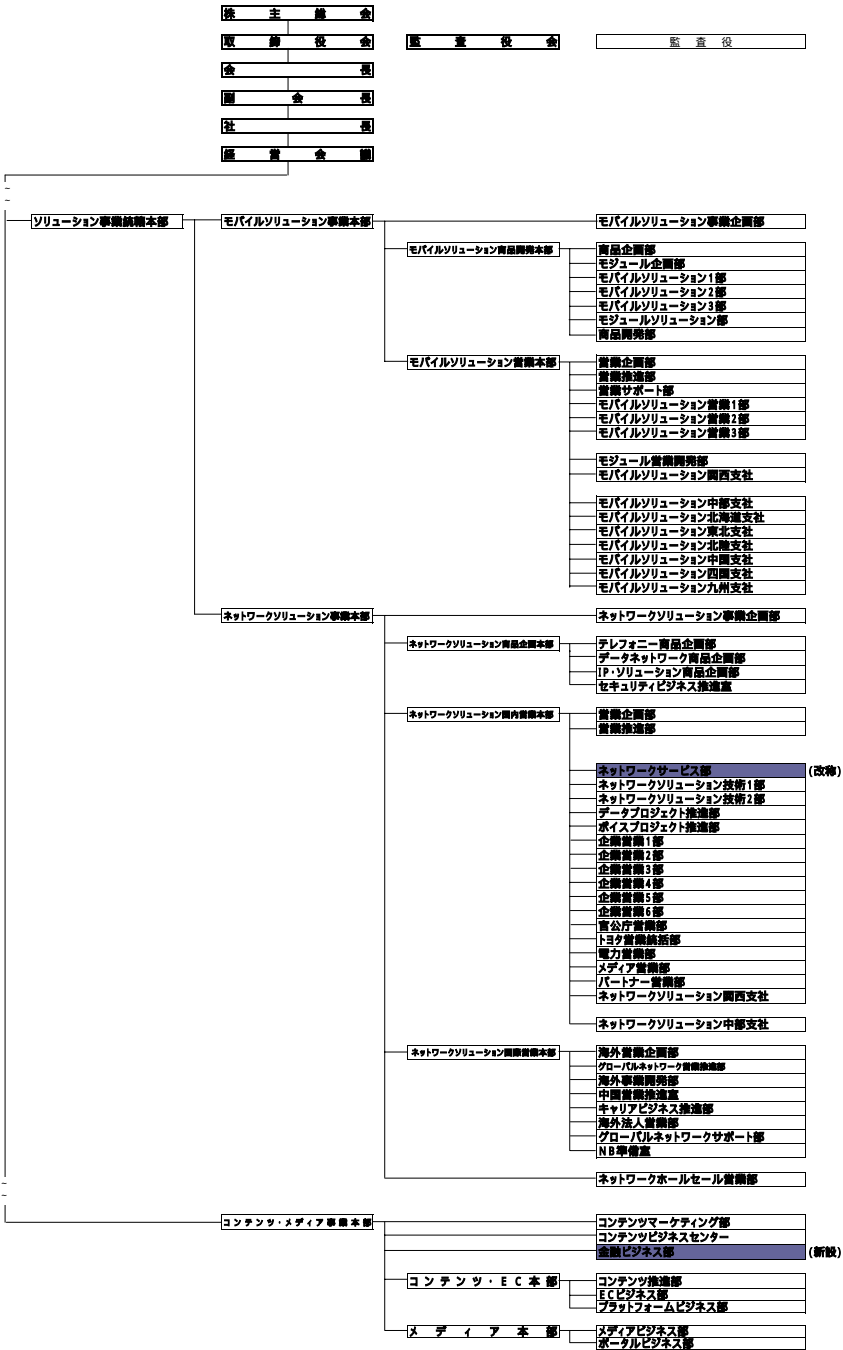 株主総会
取締役会 監査役会 監査役
会長
副会長
社長
経営会議
ソリューション事業統轄本部 モバイルソリューション事業本部 モバイルソリューション事業企画部
モバイルソリューション商品開発本部 商品企画部
モジュール企画部
モバイルソリューション1部
モバイルソリューション2部
モバイルソリューション3部
モジュールソリューション部
商品開発部
モバイルソリューション営業本部 営業企画部
営業推進部
営業サポート部
モバイルソリューション営業1部
モバイルソリューション営業2部
モバイルソリューション営業3部
モジュール営業開発部
モバイルソリューション関西支社
モバイルソリューション中部支社
モバイルソリューション北海道支社
モバイルソリューション東北支社
モバイルソリューション北陸支社
モバイルソリューション中国支社
モバイルソリューション四国支社
モバイルソリューション九州支社
ネットワークソリューション事業本部 ネットワークソリューション事業企画部
ネットワークソリューション商品企画本部 テレフォニー商品企画部
データネットワーク商品企画部
IP・ソリューション商品企画部
セキュリティビジネス推進室
ネットワークソリューション国内営業本部 営業企画部
営業推進部
ネットワークサービス部 (改称)
ネットワークソリューション技術1部
ネットワークソリューション技術2部
データプロジェクト推進部
ボイスプロジェクト推進部
企業営業1部
企業営業2部
企業営業3部
企業営業4部
企業営業5部
企業営業6部
官公庁営業部
トヨタ営業統括部
電力営業部
メディア営業部
パートナー営業部
ネットワークソリューション関西支社
ネットワークソリューション中部支社
ネットワークソリューション国際営業本部 海外営業企画部
グローバルネットワーク営業推進部
海外事業開発部
中国営業推進室
キャリアビジネス推進部
海外法人営業部
グローバルネットワークサポート部
NB準備室
ネットワークホールセール営業部
コンテンツ・メディア事業本部 コンテンツマーケティング部
コンテンツビジネスセンター
金融ビジネス部 (新設)
コンテンツ・EC本部 コンテンツ推進部
ECビジネス部
プラットフォームビジネス部
メディア本部 メディアビジネス部
ポータルビジネス部